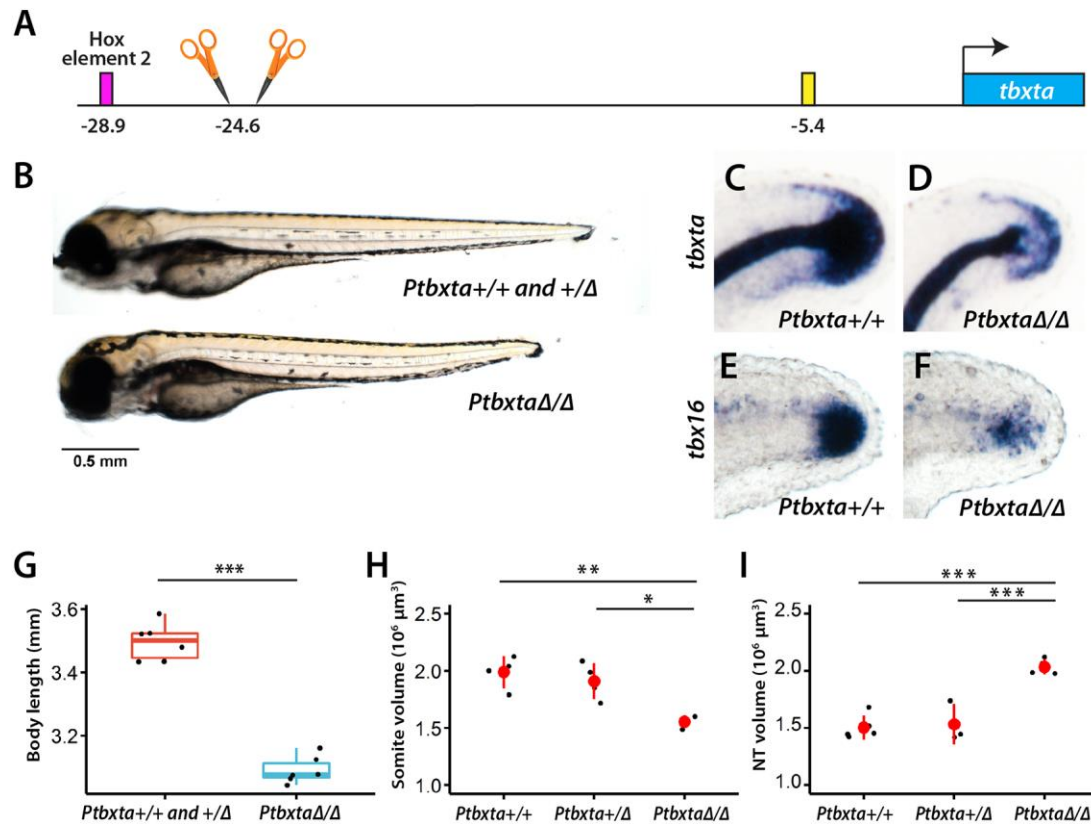 A
Hox
element 2
-28.9
-24.6
-5.4
tbxta
B
Ptbxta+/+ and +/Δ
PtbxtaΔ/Δ
0.5 mm
C
D
tbxta
Ptbxta+/+
PtbxtaΔ/Δ
E
F
tbx16
Ptbxta+/+
PtbxtaΔ/Δ
G
***
Body length (mm)
3.6
3.4
3.2
Ptbxta+/+ and +/Δ
PtbxtaΔ/Δ
H
**
*
Somite volume (10⁶ μm³)
2.5
2.0
1.5
1.0
Ptbxta+/+
Ptbxta+/Δ
PtbxtaΔ/Δ
I
***
***
NT volume (10⁶ μm³)
2.5
2.0
1.5
1.0
Ptbxta+/+
Ptbxta+/Δ
PtbxtaΔ/Δ